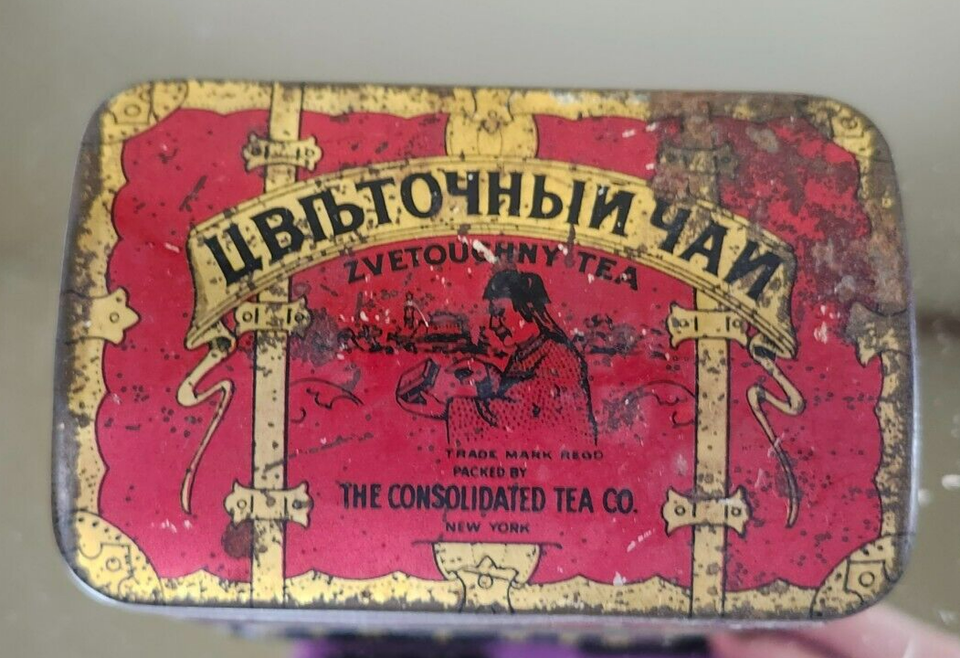 ЦВѢТОЧНЫЙ ЧАЙ
ZVETOUCHNY TEA
TRADE MARK REGD
PACKED BY
THE CONSOLIDATED TEA CO.
NEW YORK